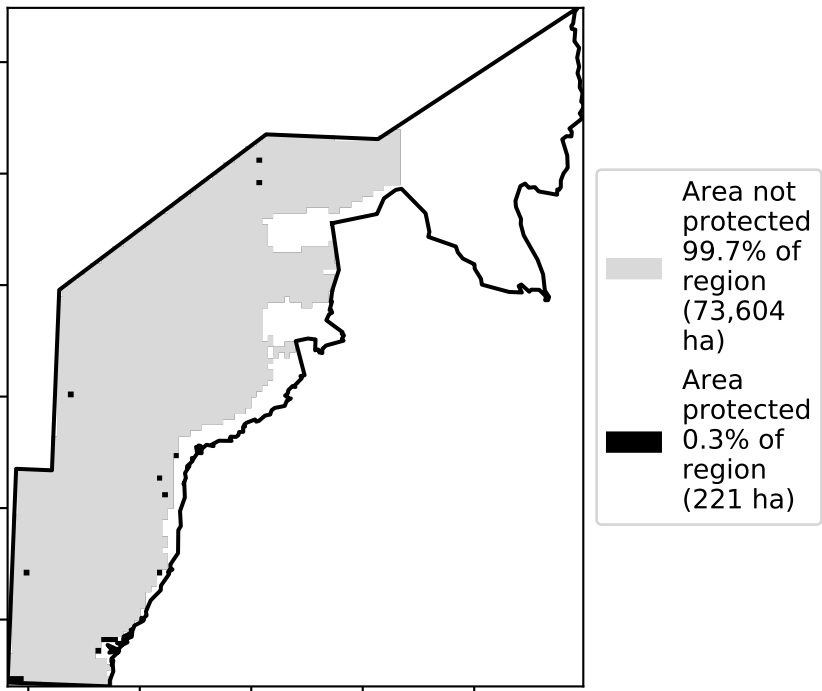 Area not
protected
99.7% of
region
(73,604
ha)
Area
protected
0.3% of
region
(221 ha)